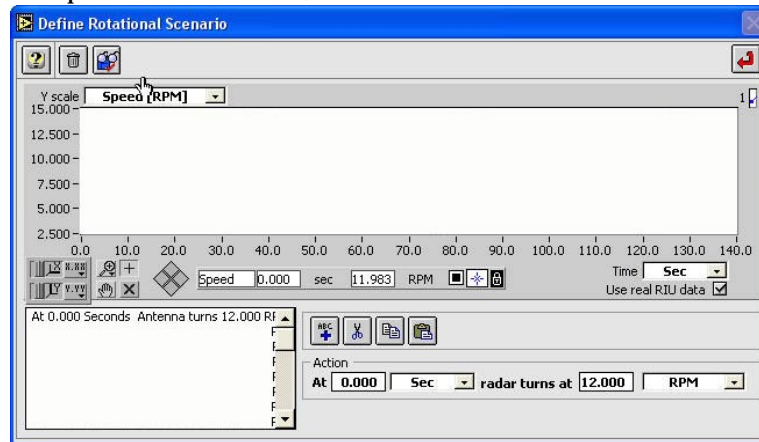 Define Rotational Scenario
Y scale Speed [RPM]
1
15.000
12.500
10.000
7.500
5.000
2.500
0.0 10.0 20.0 30.0 40.0 50.0 60.0 70.0 80.0 90.0 100.0 110.0 120.0 130.0 140.0
X X.XX
Y Y.YY
Speed 0.000 sec 11.983 RPM
Time Sec
Use real RIU data
At 0.000 Seconds Antenna turns 12.000
ABC
Action
At 0.000 Sec radar turns at 12.000 RPM